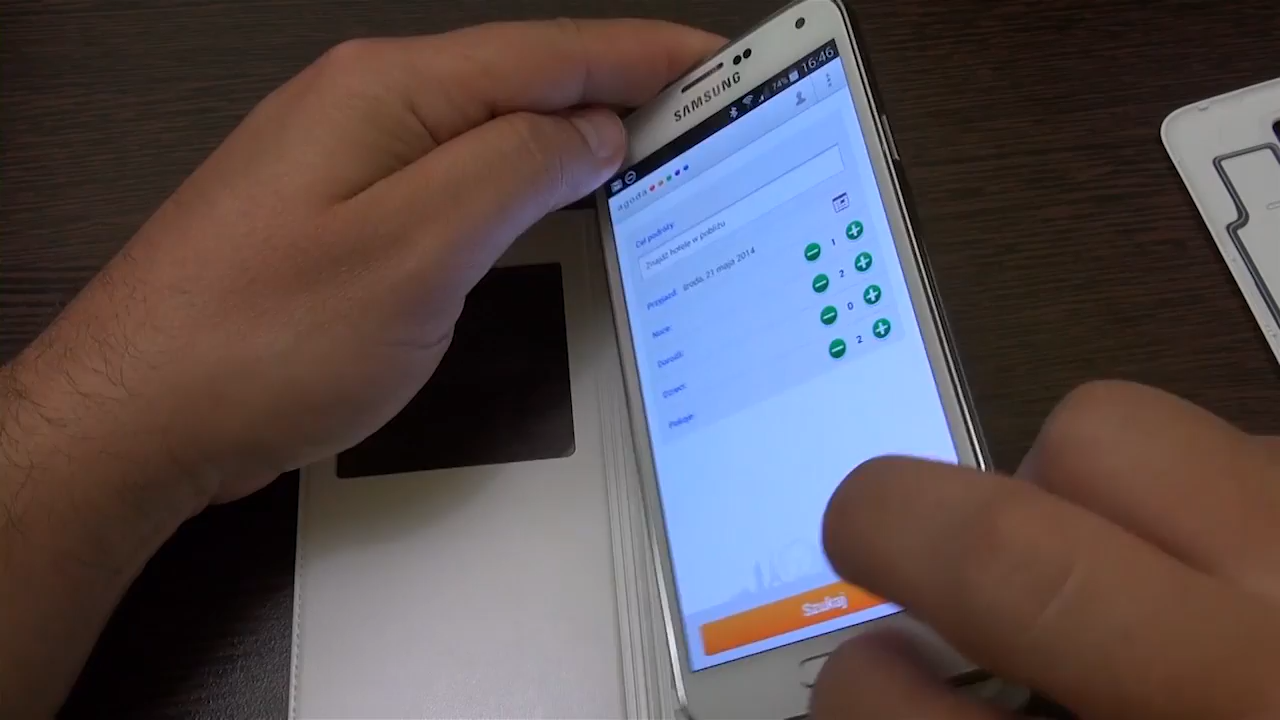 SAMSUNG
74% 16:46
agoda
Cel podróży:
Znajdź hotele w pobliżu
Przyjazd: środa, 21 maja 2014
Noce: 1
Dorośli: 2
Dzieci: 0
Pokoje: 2
Szukaj